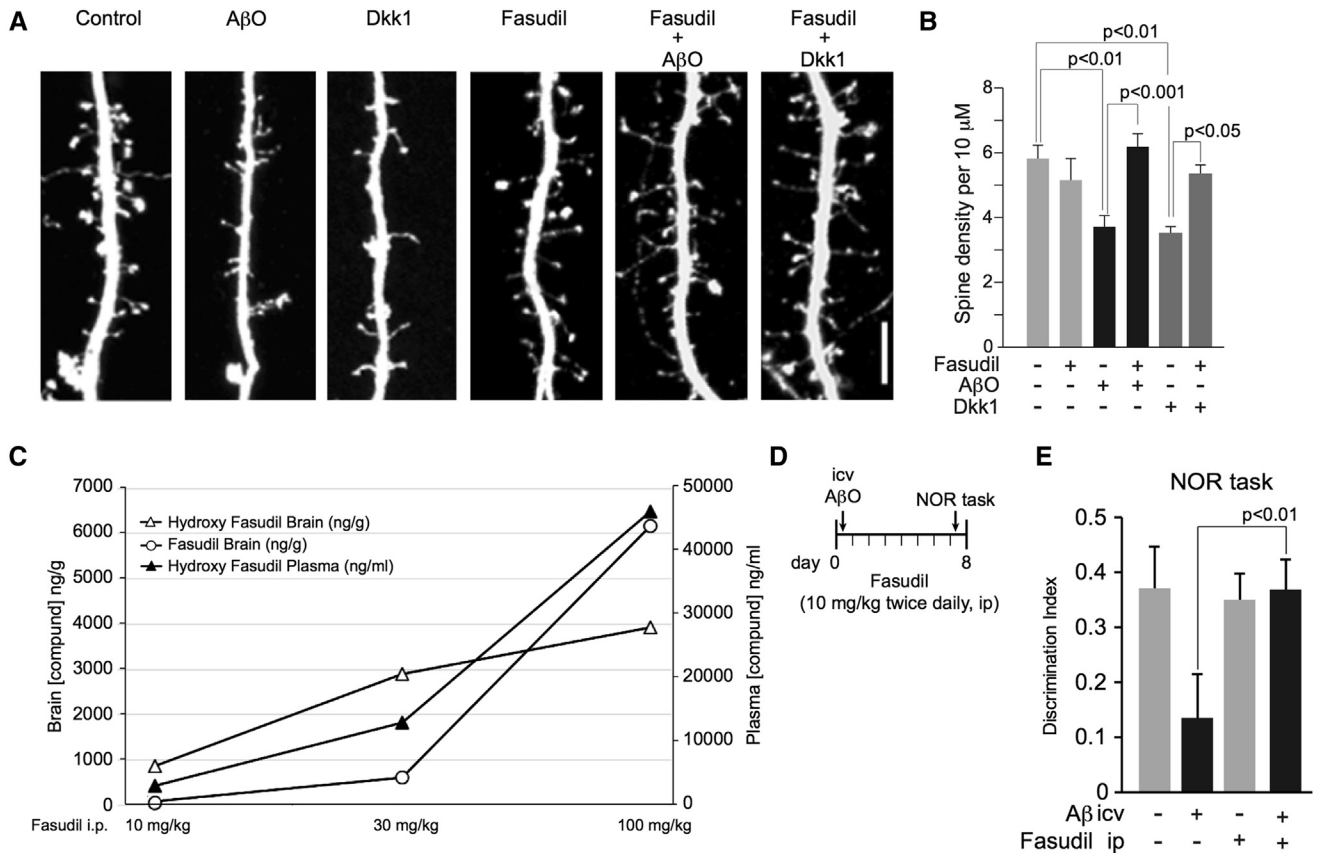 A
Control
AβO
Dkk1
Fasudil
Fasudil
+
AβO
Fasudil
+
Dkk1
B
p<0.01
p<0.01
p<0.001
p<0.05
Spine density per 10 μM
8
6
4
2
0
Fasudil - + - + - +
AβO - - + + - -
Dkk1 - - - - + +
C
Brain [compund] ng/g
7000
6000
5000
4000
3000
2000
1000
0
Hydroxy Fasudil Brain (ng/g)
Fasudil Brain (ng/g)
Hydroxy Fasudil Plasma (ng/ml)
50000
40000
30000
20000
10000
0
Plasma [compund] ng/ml
Fasudil i.p. 10 mg/kg 30 mg/kg 100 mg/kg
D
icv
AβO NOR task
day 0 8
Fasudil
(10 mg/kg twice daily, ip)
E
NOR task
p<0.01
Discrimination Index
0.5
0.4
0.3
0.2
0.1
0
Aβ icv - + - +
Fasudil ip - - + +